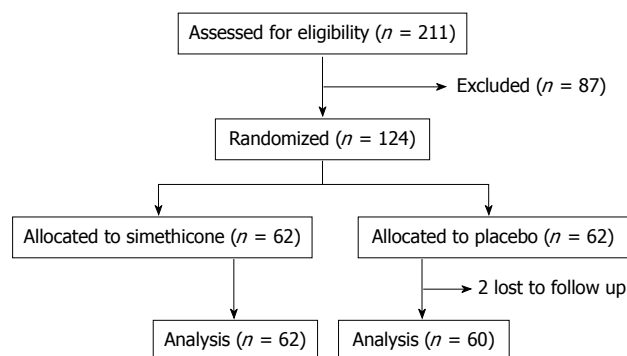 Assessed for eligibility (n = 211)
Excluded (n = 87)
Randomized (n = 124)
Allocated to simethicone (n = 62)
Allocated to placebo (n = 62)
2 lost to follow up
Analysis (n = 62)
Analysis (n = 60)